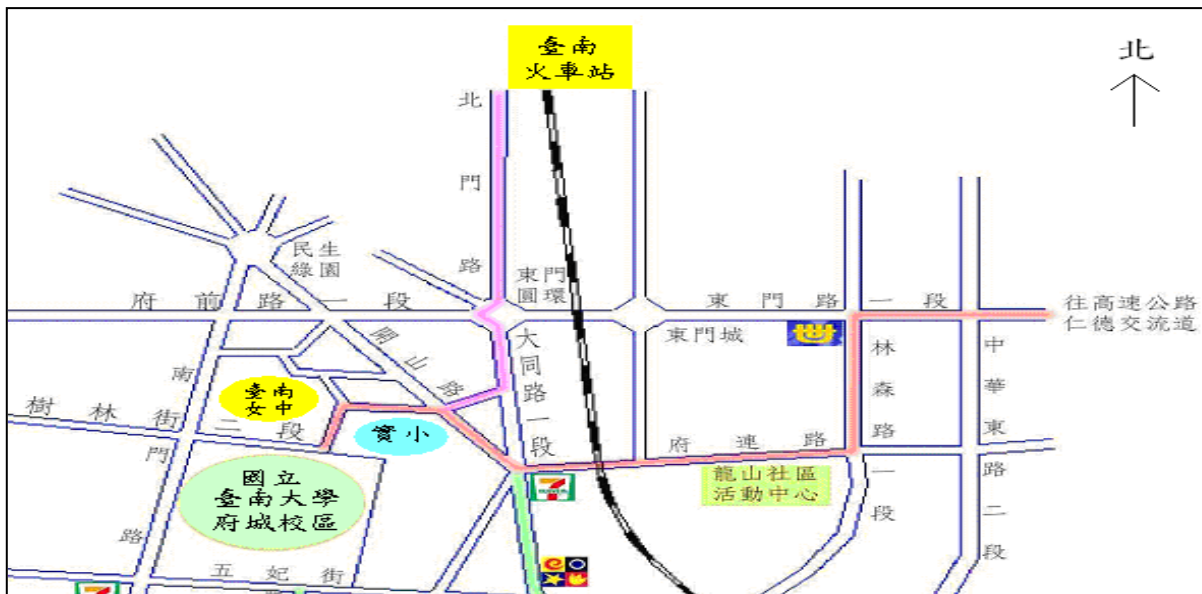 臺南
火車站
北
北門路
民生
綠園
東門
圓環
府前路一段
東門路一段
往高速公路
仁德交流道
東門城
開山路
大同路一段
林森路一段
中華東路二段
南門路
臺南
女中
樹林街二段
實小
府連路
龍山社區
活動中心
國立
臺南大學
府城校區
五妃街